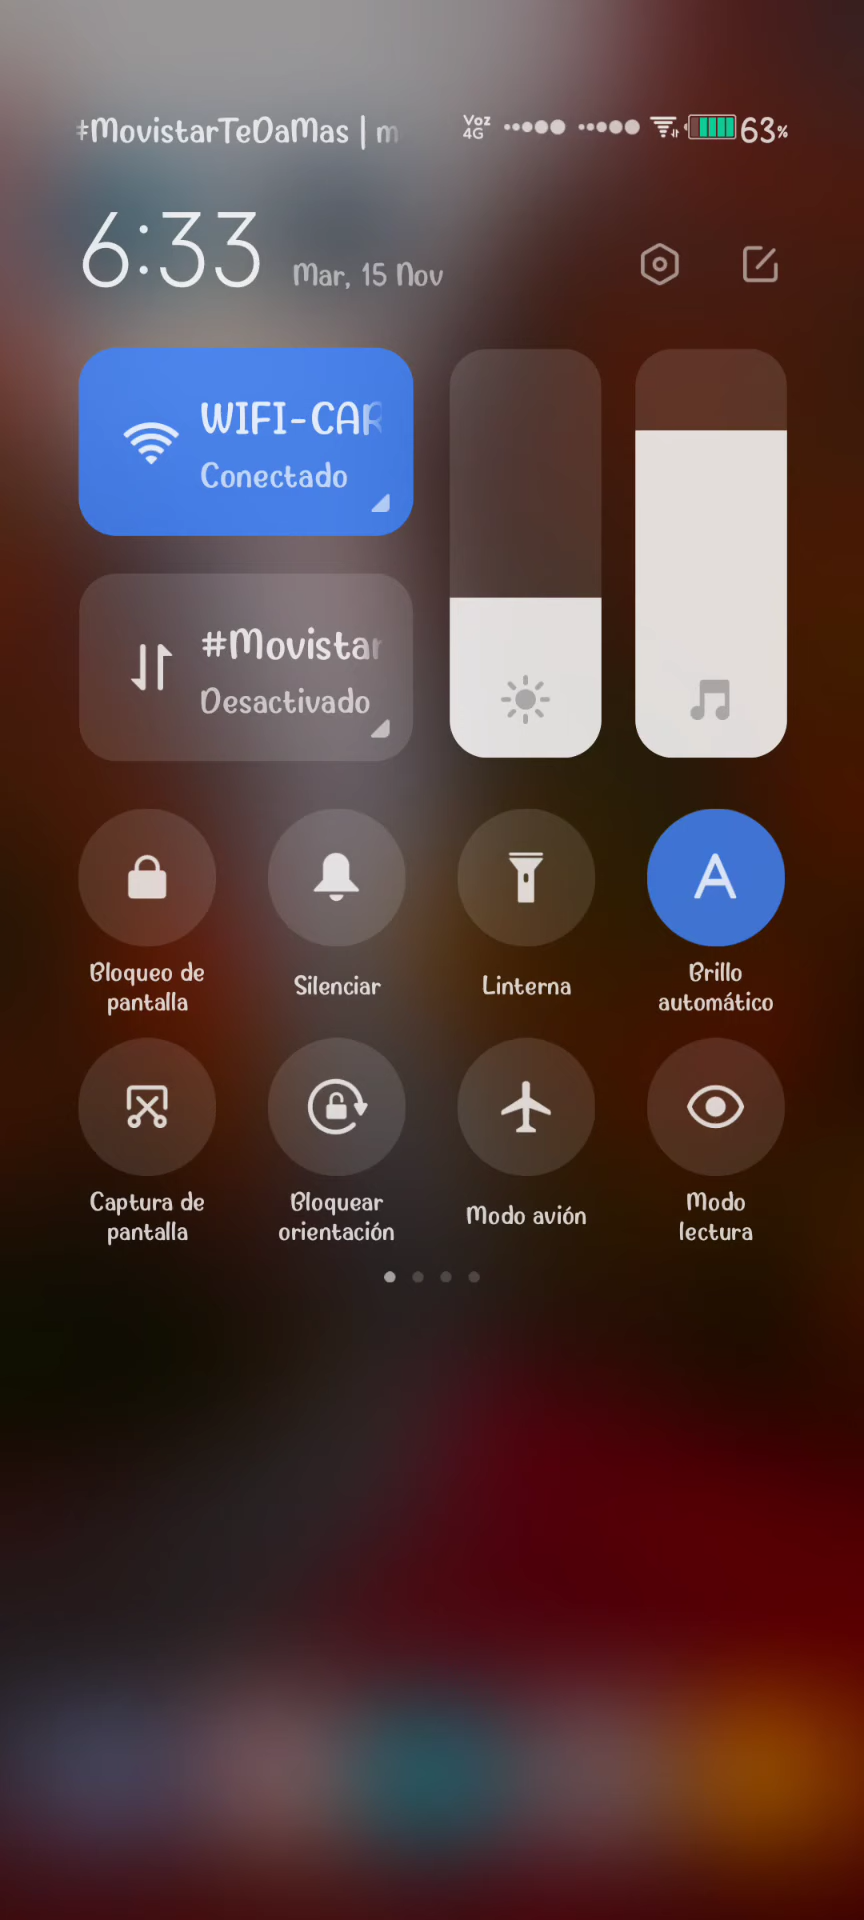 #MovistarTeDaMas | m
Voz
4G
63%
6:33
Mar, 15 Nov
WIFI-CAR
Conectado
#Movistar
Desactivado
A
Bloqueo de
pantalla
Silenciar
Linterna
Brillo
automático
Captura de
pantalla
Bloquear
orientación
Modo avión
Modo
lectura